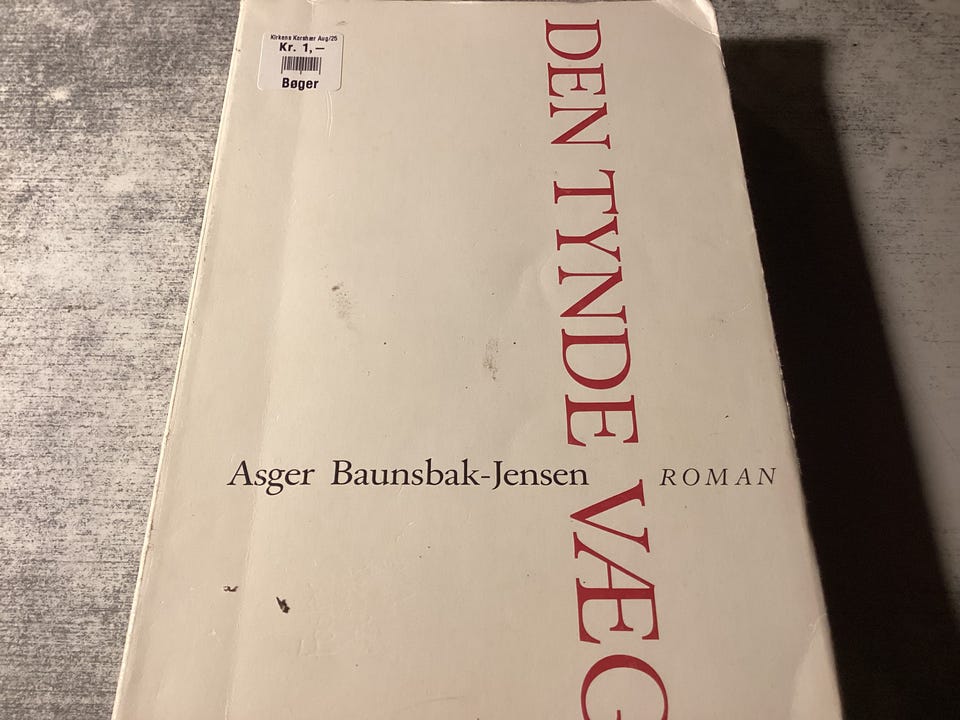 Kirkens Korshær Aug/25
Kr. 1,—
Bøger
DEN TYNDE VÆG
Asger Baunsbak-Jensen
ROMAN